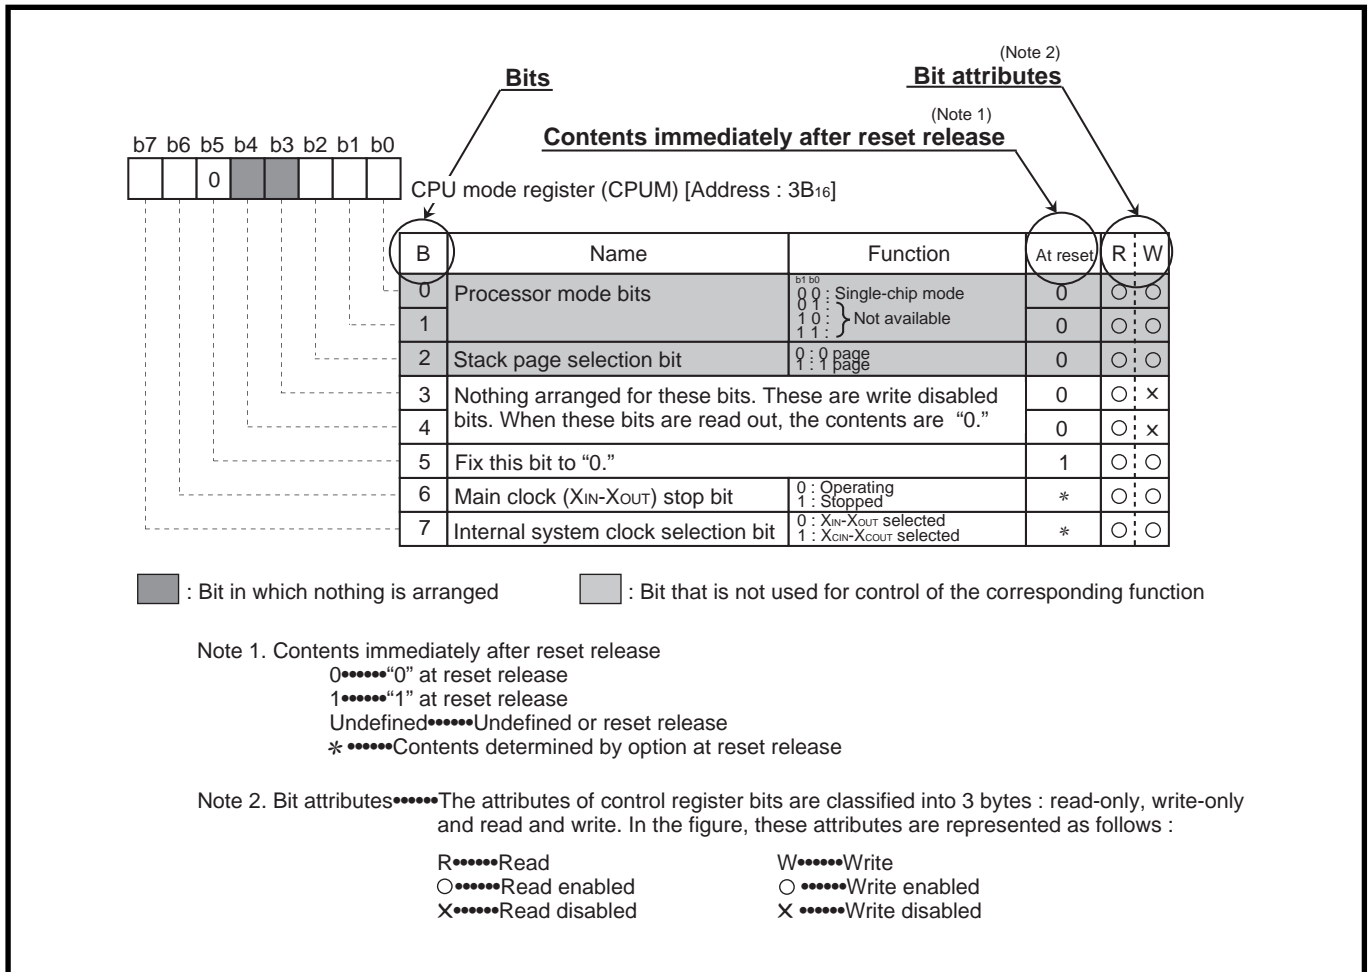 (Note 2)
Bits
Bit attributes
(Note 1)
Contents immediately after reset release
b7 b6 b5 b4 b3 b2 b1 b0
0
CPU mode register (CPUM) [Address : 3B16]
B Name Function At reset R W
0 Processor mode bits b1 b0 0 ○ ○
0 0 : Single-chip mode
0 1 :
1 1 0 : } Not available 0 ○ ○
1 1 :
2 Stack page selection bit 0 : 0 page 0 ○ ○
1 : 1 page
3 Nothing arranged for these bits. These are write disabled 0 ○ ×
4 bits. When these bits are read out, the contents are “0.” 0 ○ ×
5 Fix this bit to “0.” 1 ○ ○
6 Main clock (XIN-XOUT) stop bit 0 : Operating * ○ ○
1 : Stopped
7 Internal system clock selection bit 0 : XIN-XOUT selected * ○ ○
1 : XCIN-XCOUT selected
: Bit in which nothing is arranged : Bit that is not used for control of the corresponding function
Note 1. Contents immediately after reset release
0••••••“0” at reset release
1••••••“1” at reset release
Undefined••••••Undefined or reset release
* ••••••Contents determined by option at reset release
Note 2. Bit attributes••••••The attributes of control register bits are classified into 3 bytes : read-only, write-only
and read and write. In the figure, these attributes are represented as follows :
R••••••Read W••••••Write
○••••••Read enabled ○ ••••••Write enabled
×••••••Read disabled × ••••••Write disabled